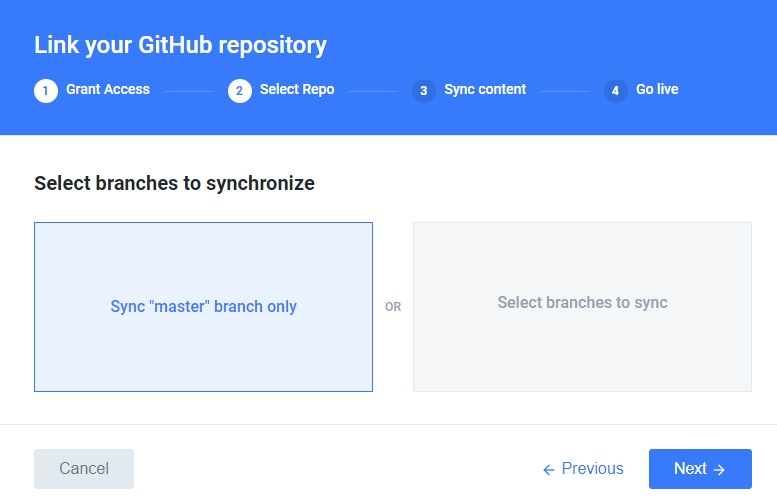 Link your GitHub repository
1 Grant Access 2 Select Repo 3 Sync content 4 Go live
Select branches to synchronize
Sync "master" branch only
OR
Select branches to sync
Cancel
← Previous
Next →